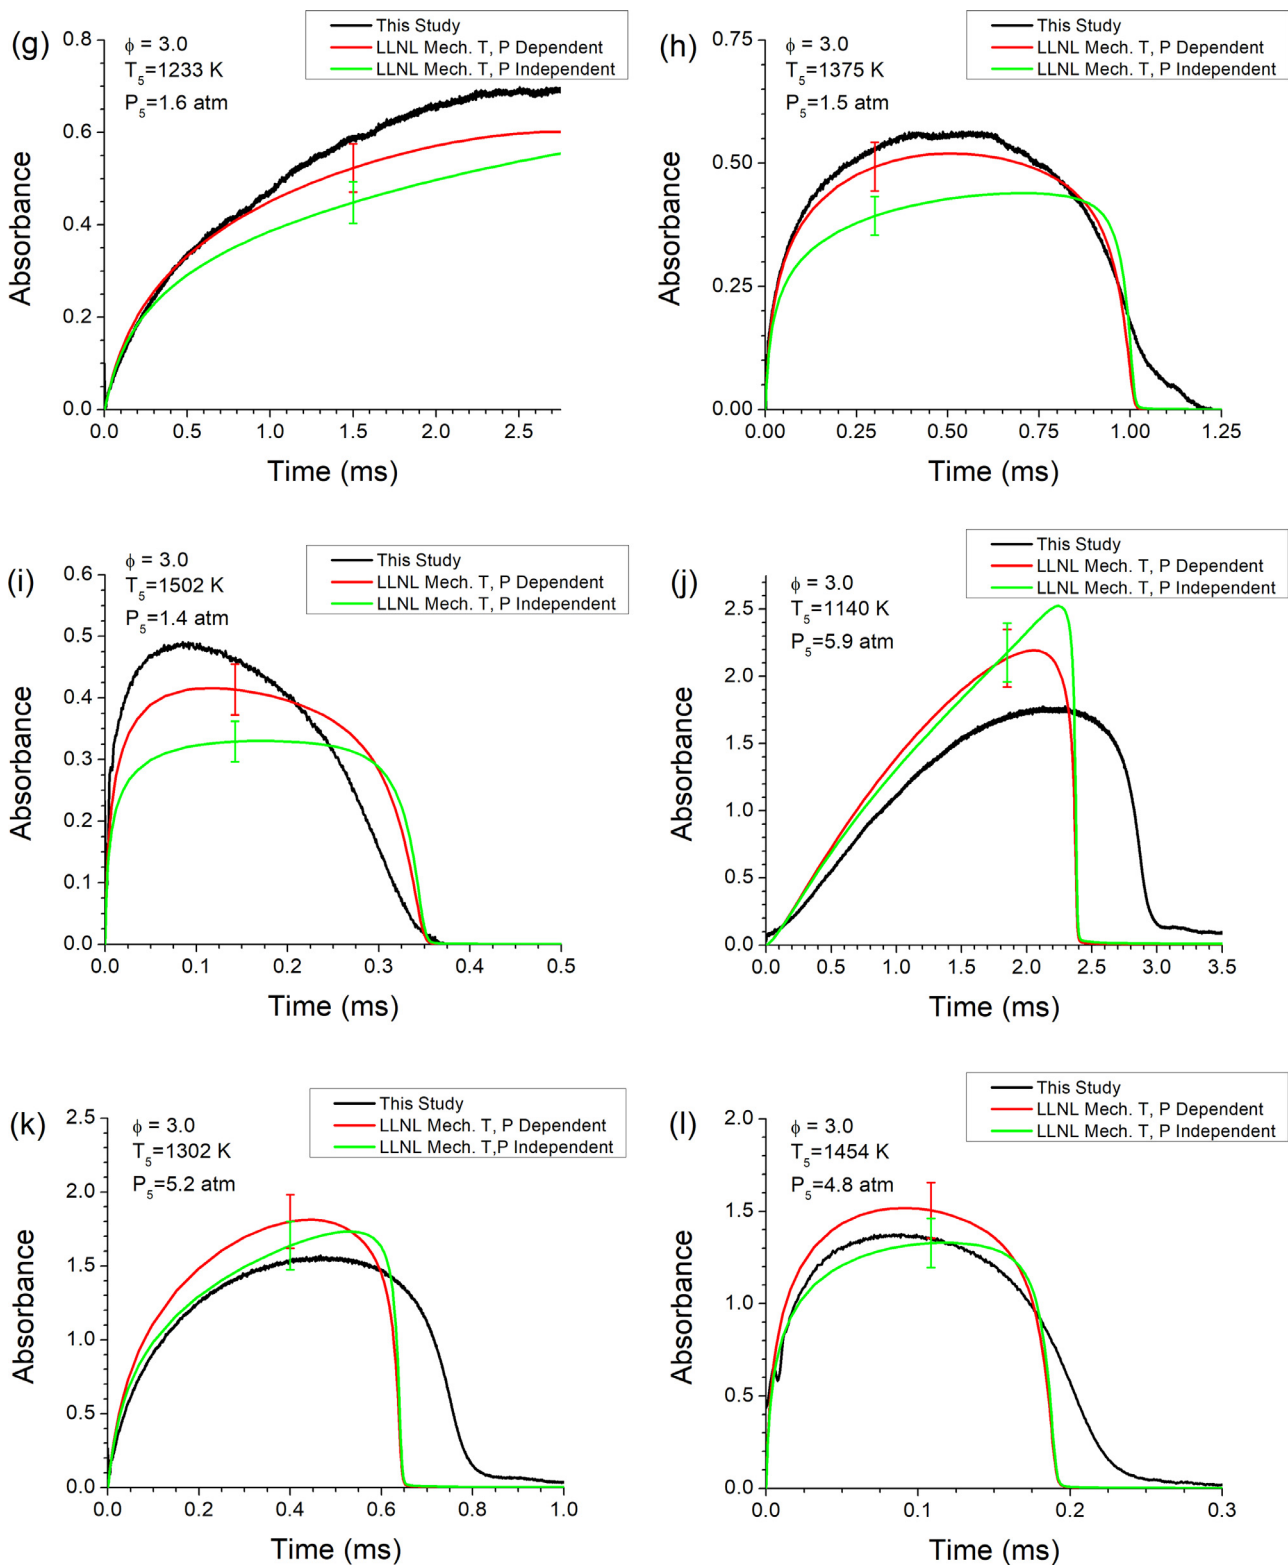 (g)
This Study
LLNL Mech. T, P Dependent
LLNL Mech. T, P Independent
ϕ = 3.0
T₅=1233 K
P₅=1.6 atm
0.8
0.6
0.4
0.2
0.0
Absorbance
0.0 0.5 1.0 1.5 2.0 2.5
Time (ms)
(h)
This Study
LLNL Mech. T, P Dependent
LLNL Mech. T, P Independent
ϕ = 3.0
T₅=1375 K
P₅=1.5 atm
0.75
0.50
0.25
0.00
Absorbance
0.00 0.25 0.50 0.75 1.00 1.25
Time (ms)
(i)
This Study
LLNL Mech. T, P Dependent
LLNL Mech. T, P Independent
ϕ = 3.0
T₅=1502 K
P₅=1.4 atm
0.6
0.5
0.4
0.3
0.2
0.1
0.0
Absorbance
0.0 0.1 0.2 0.3 0.4 0.5
Time (ms)
(j)
This Study
LLNL Mech. T, P Dependent
LLNL Mech. T, P Independent
ϕ = 3.0
T₅=1140 K
P₅=5.9 atm
2.5
2.0
1.5
1.0
0.5
0.0
Absorbance
0.0 0.5 1.0 1.5 2.0 2.5 3.0 3.5
Time (ms)
(k)
This Study
LLNL Mech. T, P Dependent
LLNL Mech. T,P Independent
ϕ = 3.0
T₅=1302 K
P₅=5.2 atm
2.5
2.0
1.5
1.0
0.5
0.0
Absorbance
0.0 0.2 0.4 0.6 0.8 1.0
Time (ms)
(l)
This Study
LLNL Mech. T, P Dependent
LLNL Mech. T, P Independent
ϕ = 3.0
T₅=1454 K
P₅=4.8 atm
2.0
1.5
1.0
0.5
0.0
Absorbance
0.0 0.1 0.2 0.3
Time (ms)